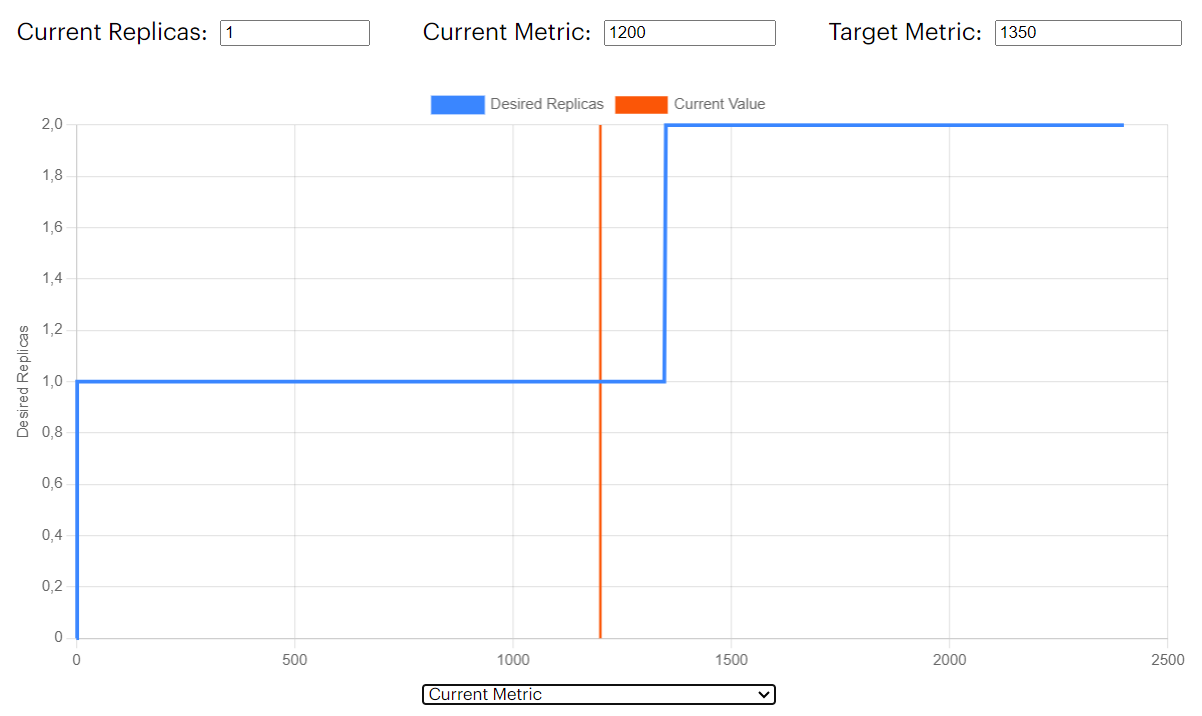 Current Replicas: 1 Current Metric: 1200 Target Metric: 1350
Desired Replicas Current Value
2,0
1,8
1,6
1,4
1,2
1,0
0,8
0,6
0,4
0,2
0
Desired Replicas
0 500 1000 1500 2000 2500
Current Metric